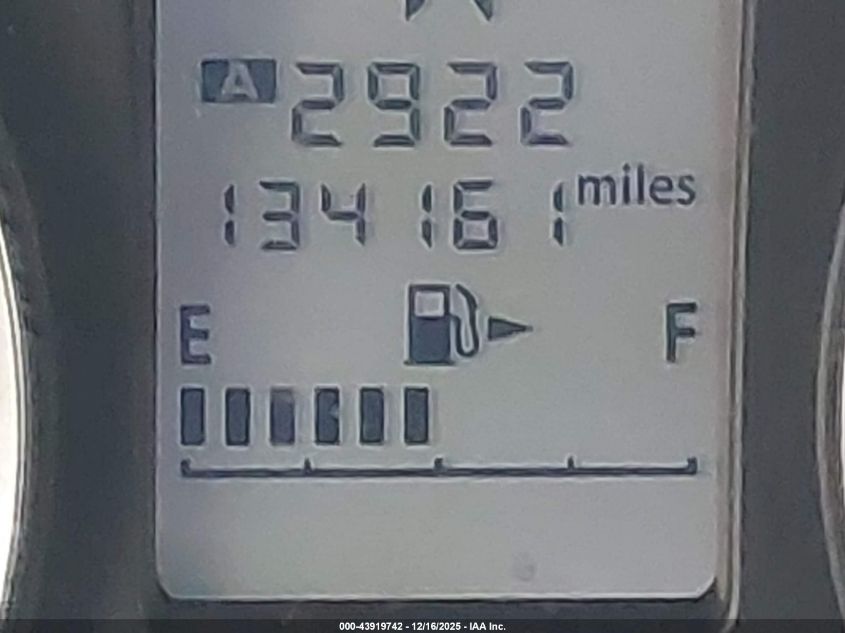 A 2922
134161 miles
E F
000-43919742 - 12/16/2025 - IAA Inc.